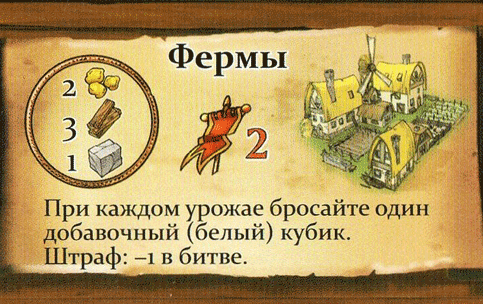 Фермы
2
3
1
2
При каждом урожае бросайте один
добавочный (белый) кубик.
Штраф: –1 в битве.